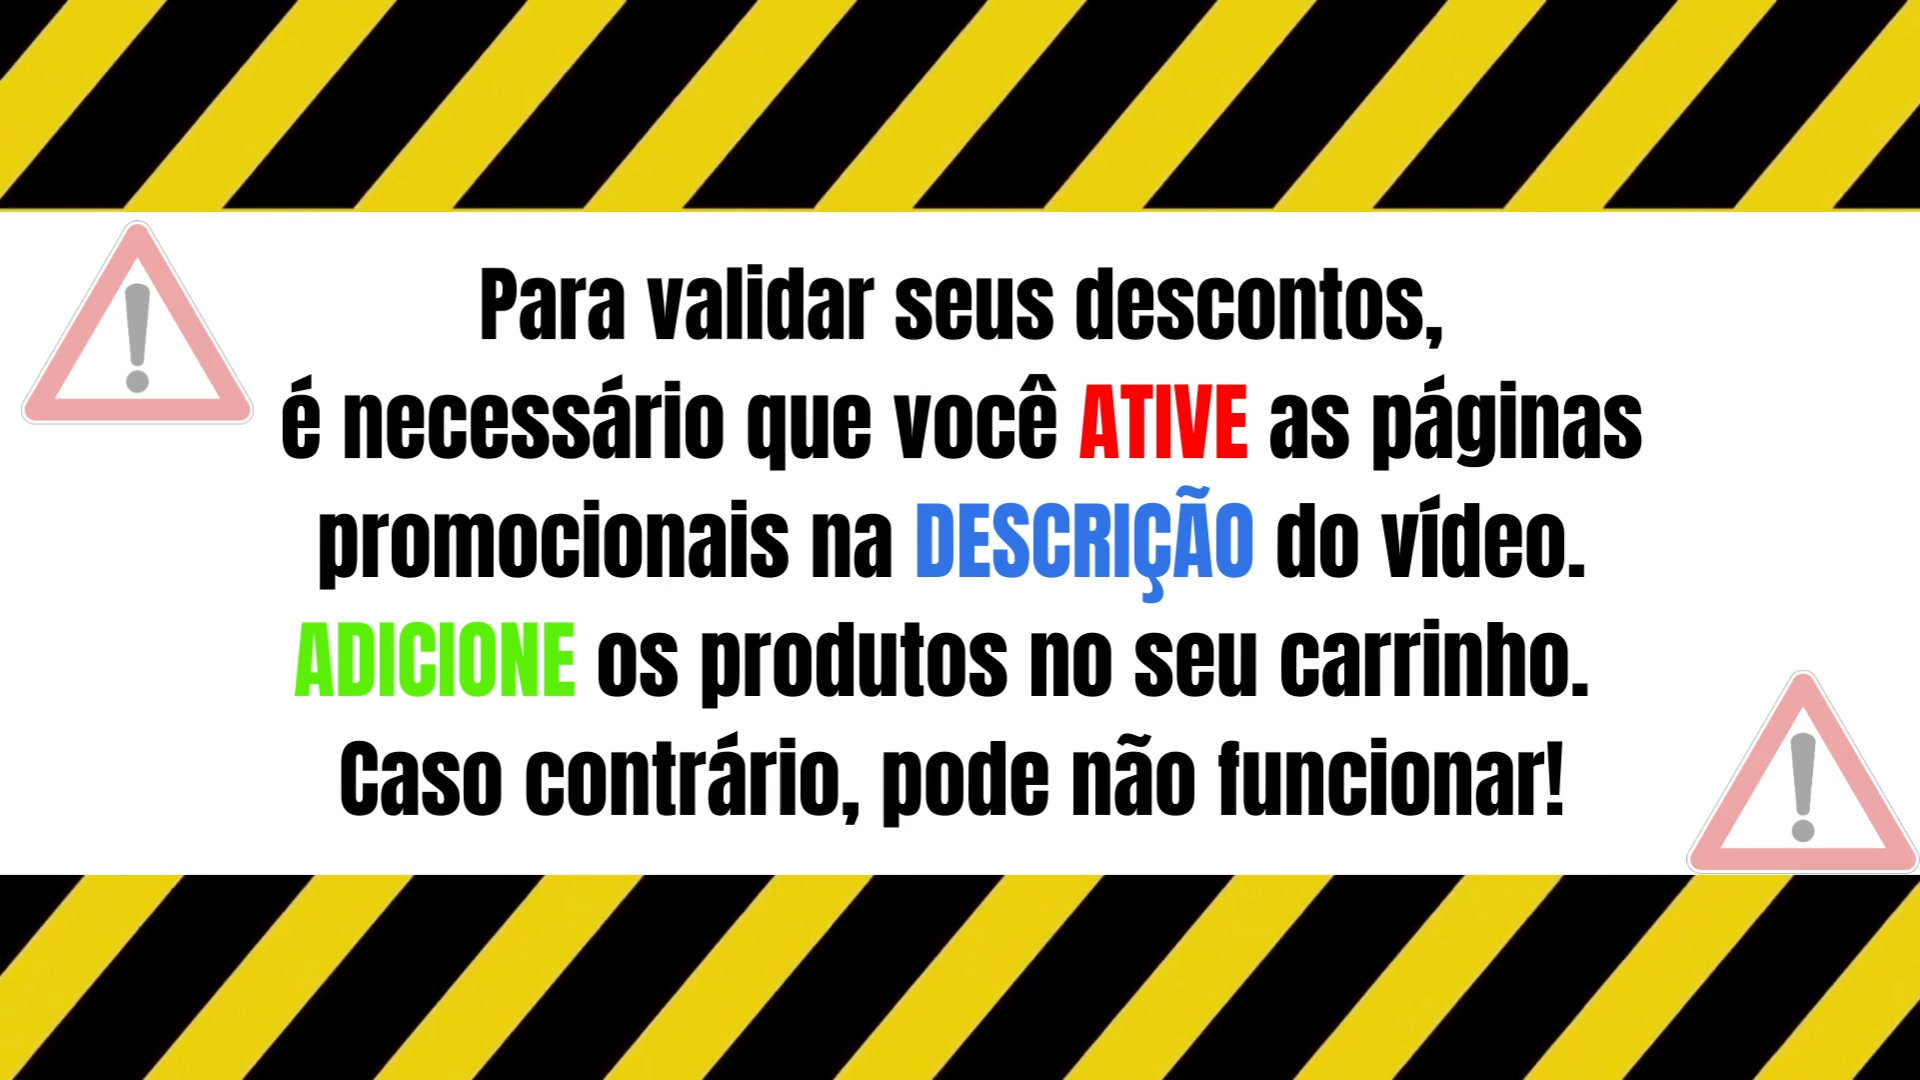 Para validar seus descontos,
é necessário que você ATIVE as páginas
promocionais na DESCRIÇÃO do vídeo.
ADICIONE os produtos no seu carrinho.
Caso contrário, pode não funcionar!